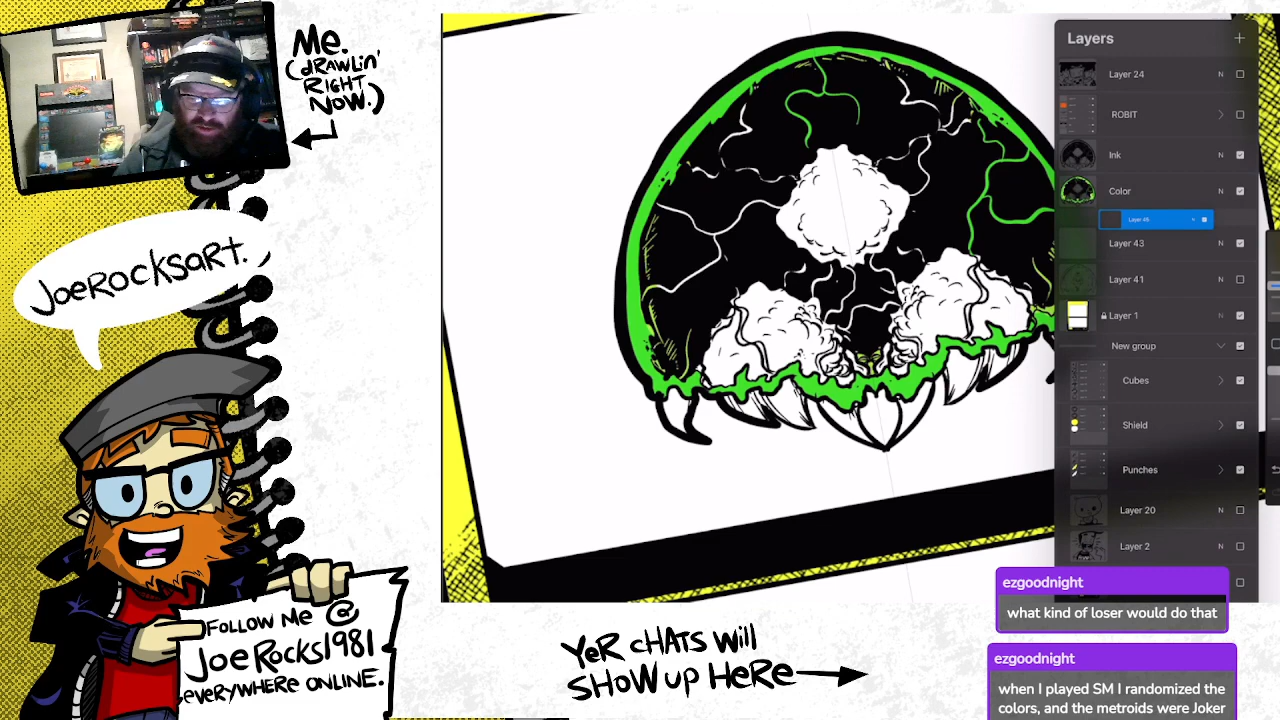 Me.
(dRAWLiN'
RiGHT
NOW.)
JOEROCKSART.
FOLLOW ME @
JOEROCKS1981
EVERYWHERE ONLINE.
YER CHATS WILL
SHOW UP HERE
Layers
Layer 24 N
ROBIT
Ink N
Color N
Layer 45 N
Layer 43 N
Layer 41 N
Layer 1 N
New group
Cubes
Shield
Punches
Layer 20 N
Layer 2 N
ezgoodnight
what kind of loser would do that
ezgoodnight
when I played SM I randomized the
colors, and the metroids were Joker